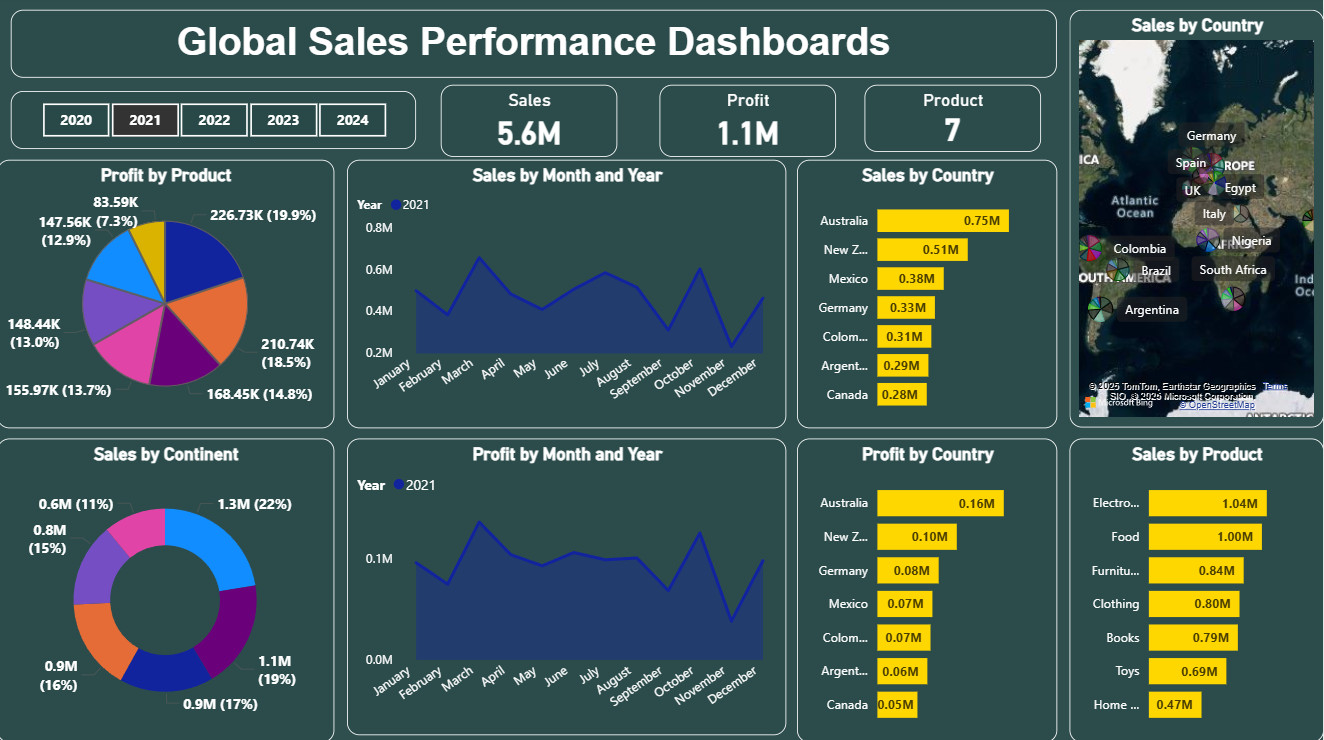 Global Sales Performance Dashboards
2020
2021
2022
2023
2024
Sales
5.6M
Profit
1.1M
Product
7
Sales by Country
Germany
Spain
ROPE
UK
Egypt
ICA
Atlantic
Ocean
Italy
Colombia
Nigeria
AFRIC
Brazil
South Africa
OUTH AMERICA
Ind
Oc
Argentina
© 2025 TomTom, Earthstar Geographics
SIO, © 2025 Microsoft Corporation
Terms
Microsoft Bing
© OpenStreetMap
ANTARCTIC
Profit by Product
83.59K
(7.3%)
226.73K (19.9%)
147.56K
(12.9%)
148.44K
(13.0%)
210.74K
(18.5%)
155.97K (13.7%)
168.45K (14.8%)
Sales by Month and Year
Year
2021
0.8M
0.6M
0.4M
0.2M
January
February
March
April
May
June
July
August
September
October
November
December
Sales by Country
Australia
0.75M
New Z...
0.51M
Mexico
0.38M
Germany
0.33M
Colom...
0.31M
Argent...
0.29M
Canada
0.28M
Sales by Continent
0.6M (11%)
1.3M (22%)
0.8M
(15%)
0.9M
(16%)
1.1M
(19%)
0.9M (17%)
Profit by Month and Year
Year
2021
0.1M
0.0M
January
February
March
April
May
June
July
August
September
October
November
December
Profit by Country
Australia
0.16M
New Z...
0.10M
Germany
0.08M
Mexico
0.07M
Colom...
0.07M
Argent...
0.06M
Canada
0.05M
Sales by Product
Electro...
1.04M
Food
1.00M
Furnitu...
0.84M
Clothing
0.80M
Books
0.79M
Toys
0.69M
Home ...
0.47M